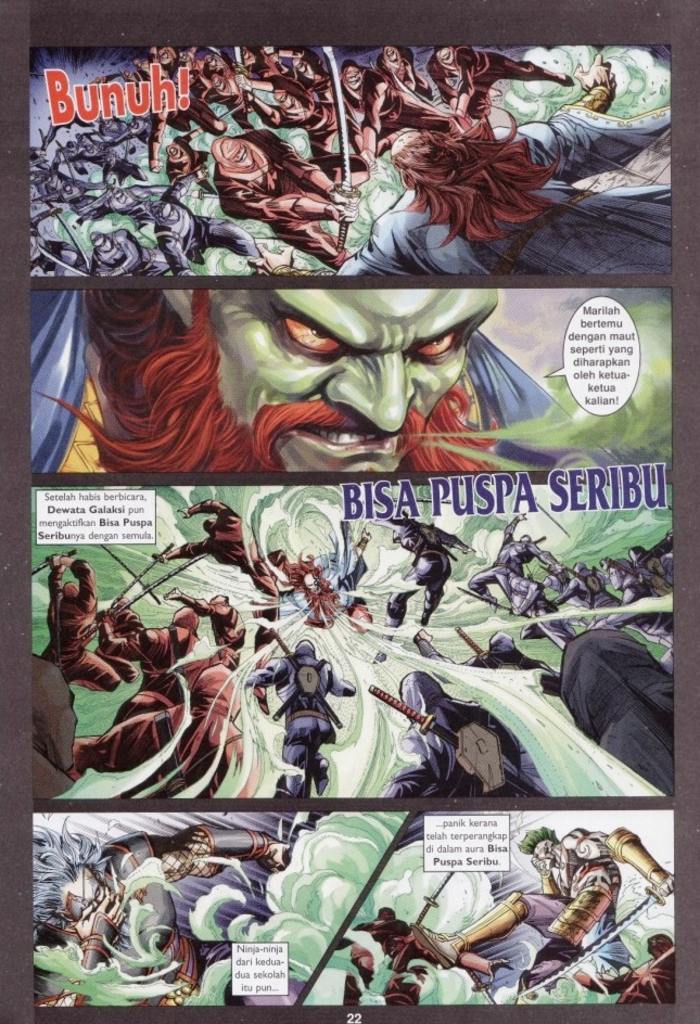 Bunuh!
Marilah
bertemu
dengan maut
seperti yang
diharapkan
oleh ketua-
ketua
kalian!
BISA PUSPA SERIBU
Setelah habis berbicara,
Dewata Galaksi pun
mengaktifkan Bisa Puspa
Seribunya dengan semula.
Ninja-ninja
dari kedua-
dua sekolah
itu pun...
...panik kerana
telah terperangkap
di dalam aura Bisa
Puspa Seribu.
22